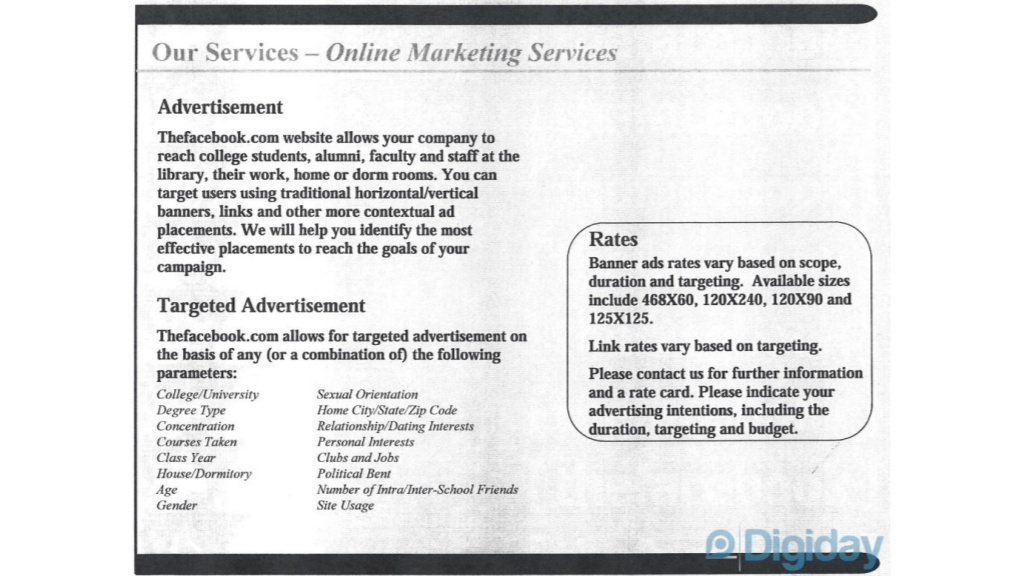 Our Services – Online Marketing Services
Advertisement
Thefacebook.com website allows your company to
reach college students, alumni, faculty and staff at the
library, their work, home or dorm rooms. You can
target users using traditional horizontal/vertical
banners, links and other more contextual ad
placements. We will help you identify the most
effective placements to reach the goals of your
campaign.
Targeted Advertisement
Thefacebook.com allows for targeted advertisement on
the basis of any (or a combination of) the following
parameters:
College/University
Degree Type
Concentration
Courses Taken
Class Year
House/Dormitory
Age
Gender
Sexual Orientation
Home City/State/Zip Code
Relationship/Dating Interests
Personal Interests
Clubs and Jobs
Political Bent
Number of Intra/Inter-School Friends
Site Usage
Rates
Banner ads rates vary based on scope,
duration and targeting. Available sizes
include 468X60, 120X240, 120X90 and
125X125.
Link rates vary based on targeting.
Please contact us for further information
and a rate card. Please indicate your
advertising intentions, including the
duration, targeting and budget.
Digiday